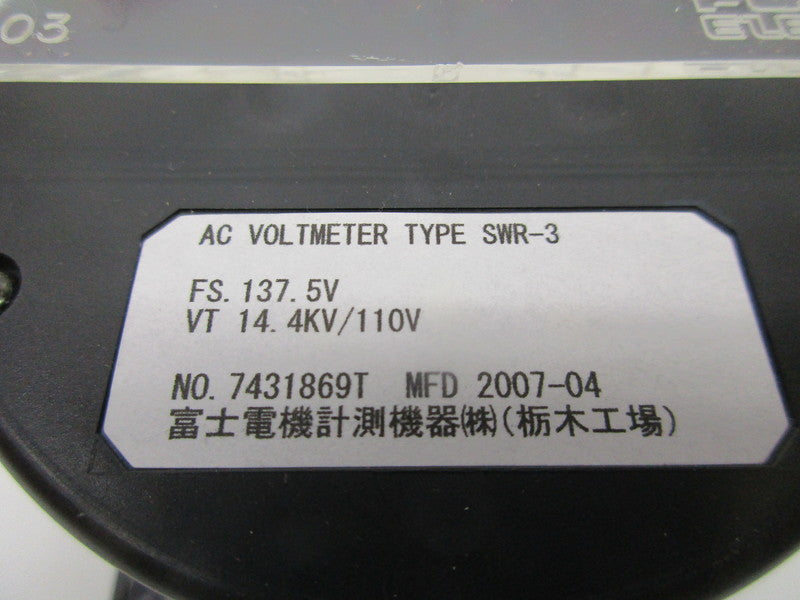 03
AC VOLTMETER TYPE SWR-3
FS. 137.5V
VT 14.4KV/110V
NO. 7431869T MFD 2007-04
富士電機計測機器㈱(栃木工場)